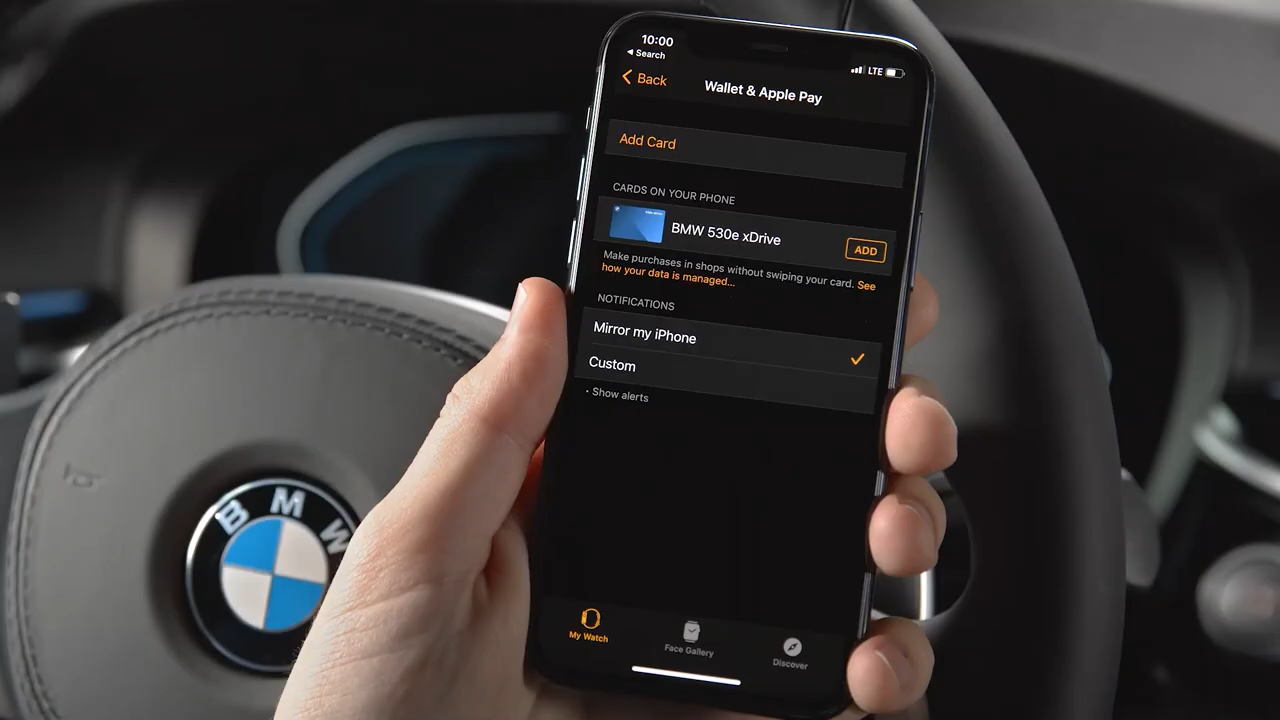 10:00
◀ Search
LTE
Back
Wallet & Apple Pay
Add Card
CARDS ON YOUR PHONE
BMW 530e xDrive
ADD
Make purchases in shops without swiping your card. See
how your data is managed...
NOTIFICATIONS
Mirror my iPhone
Custom
· Show alerts
My Watch
Face Gallery
Discover
BMW